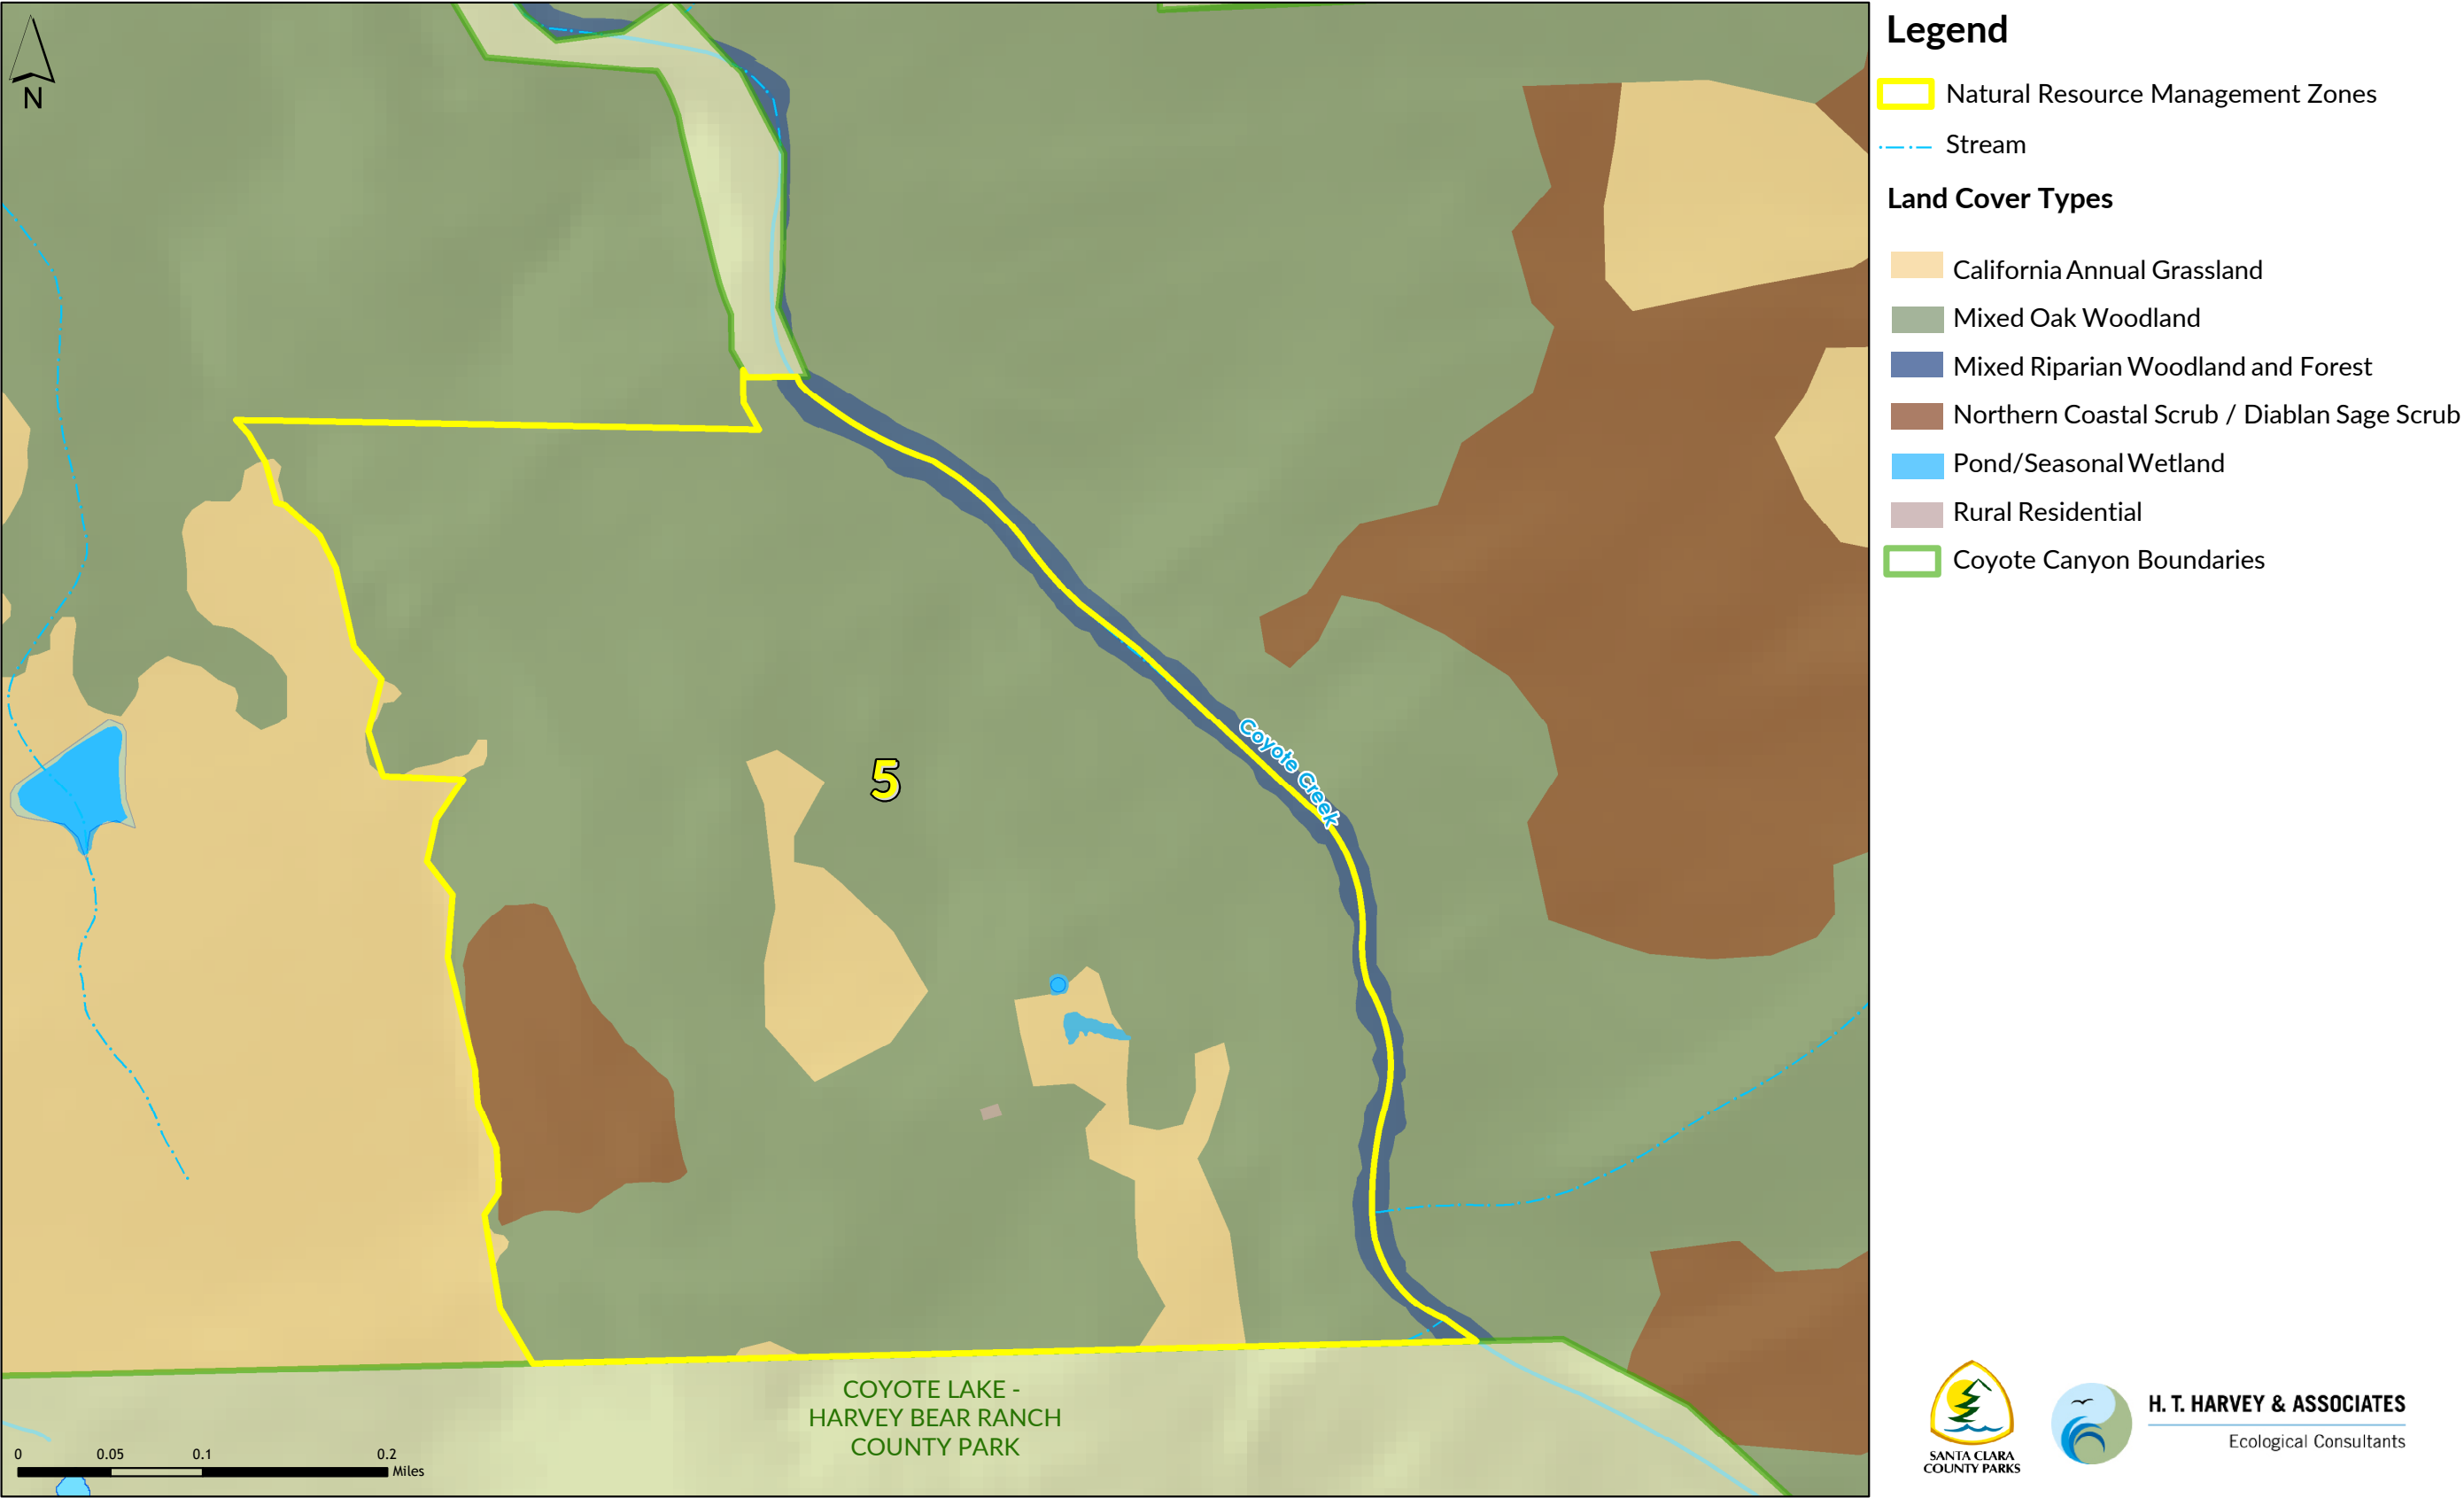 N
5
Coyote Creek
COYOTE LAKE -
HARVEY BEAR RANCH
COUNTY PARK
0 0.05 0.1 0.2
Miles
Legend
Natural Resource Management Zones
Stream
Land Cover Types
California Annual Grassland
Mixed Oak Woodland
Mixed Riparian Woodland and Forest
Northern Coastal Scrub / Diablan Sage Scrub
Pond/Seasonal Wetland
Rural Residential
Coyote Canyon Boundaries
SANTA CLARA
COUNTY PARKS
H. T. HARVEY & ASSOCIATES
Ecological Consultants